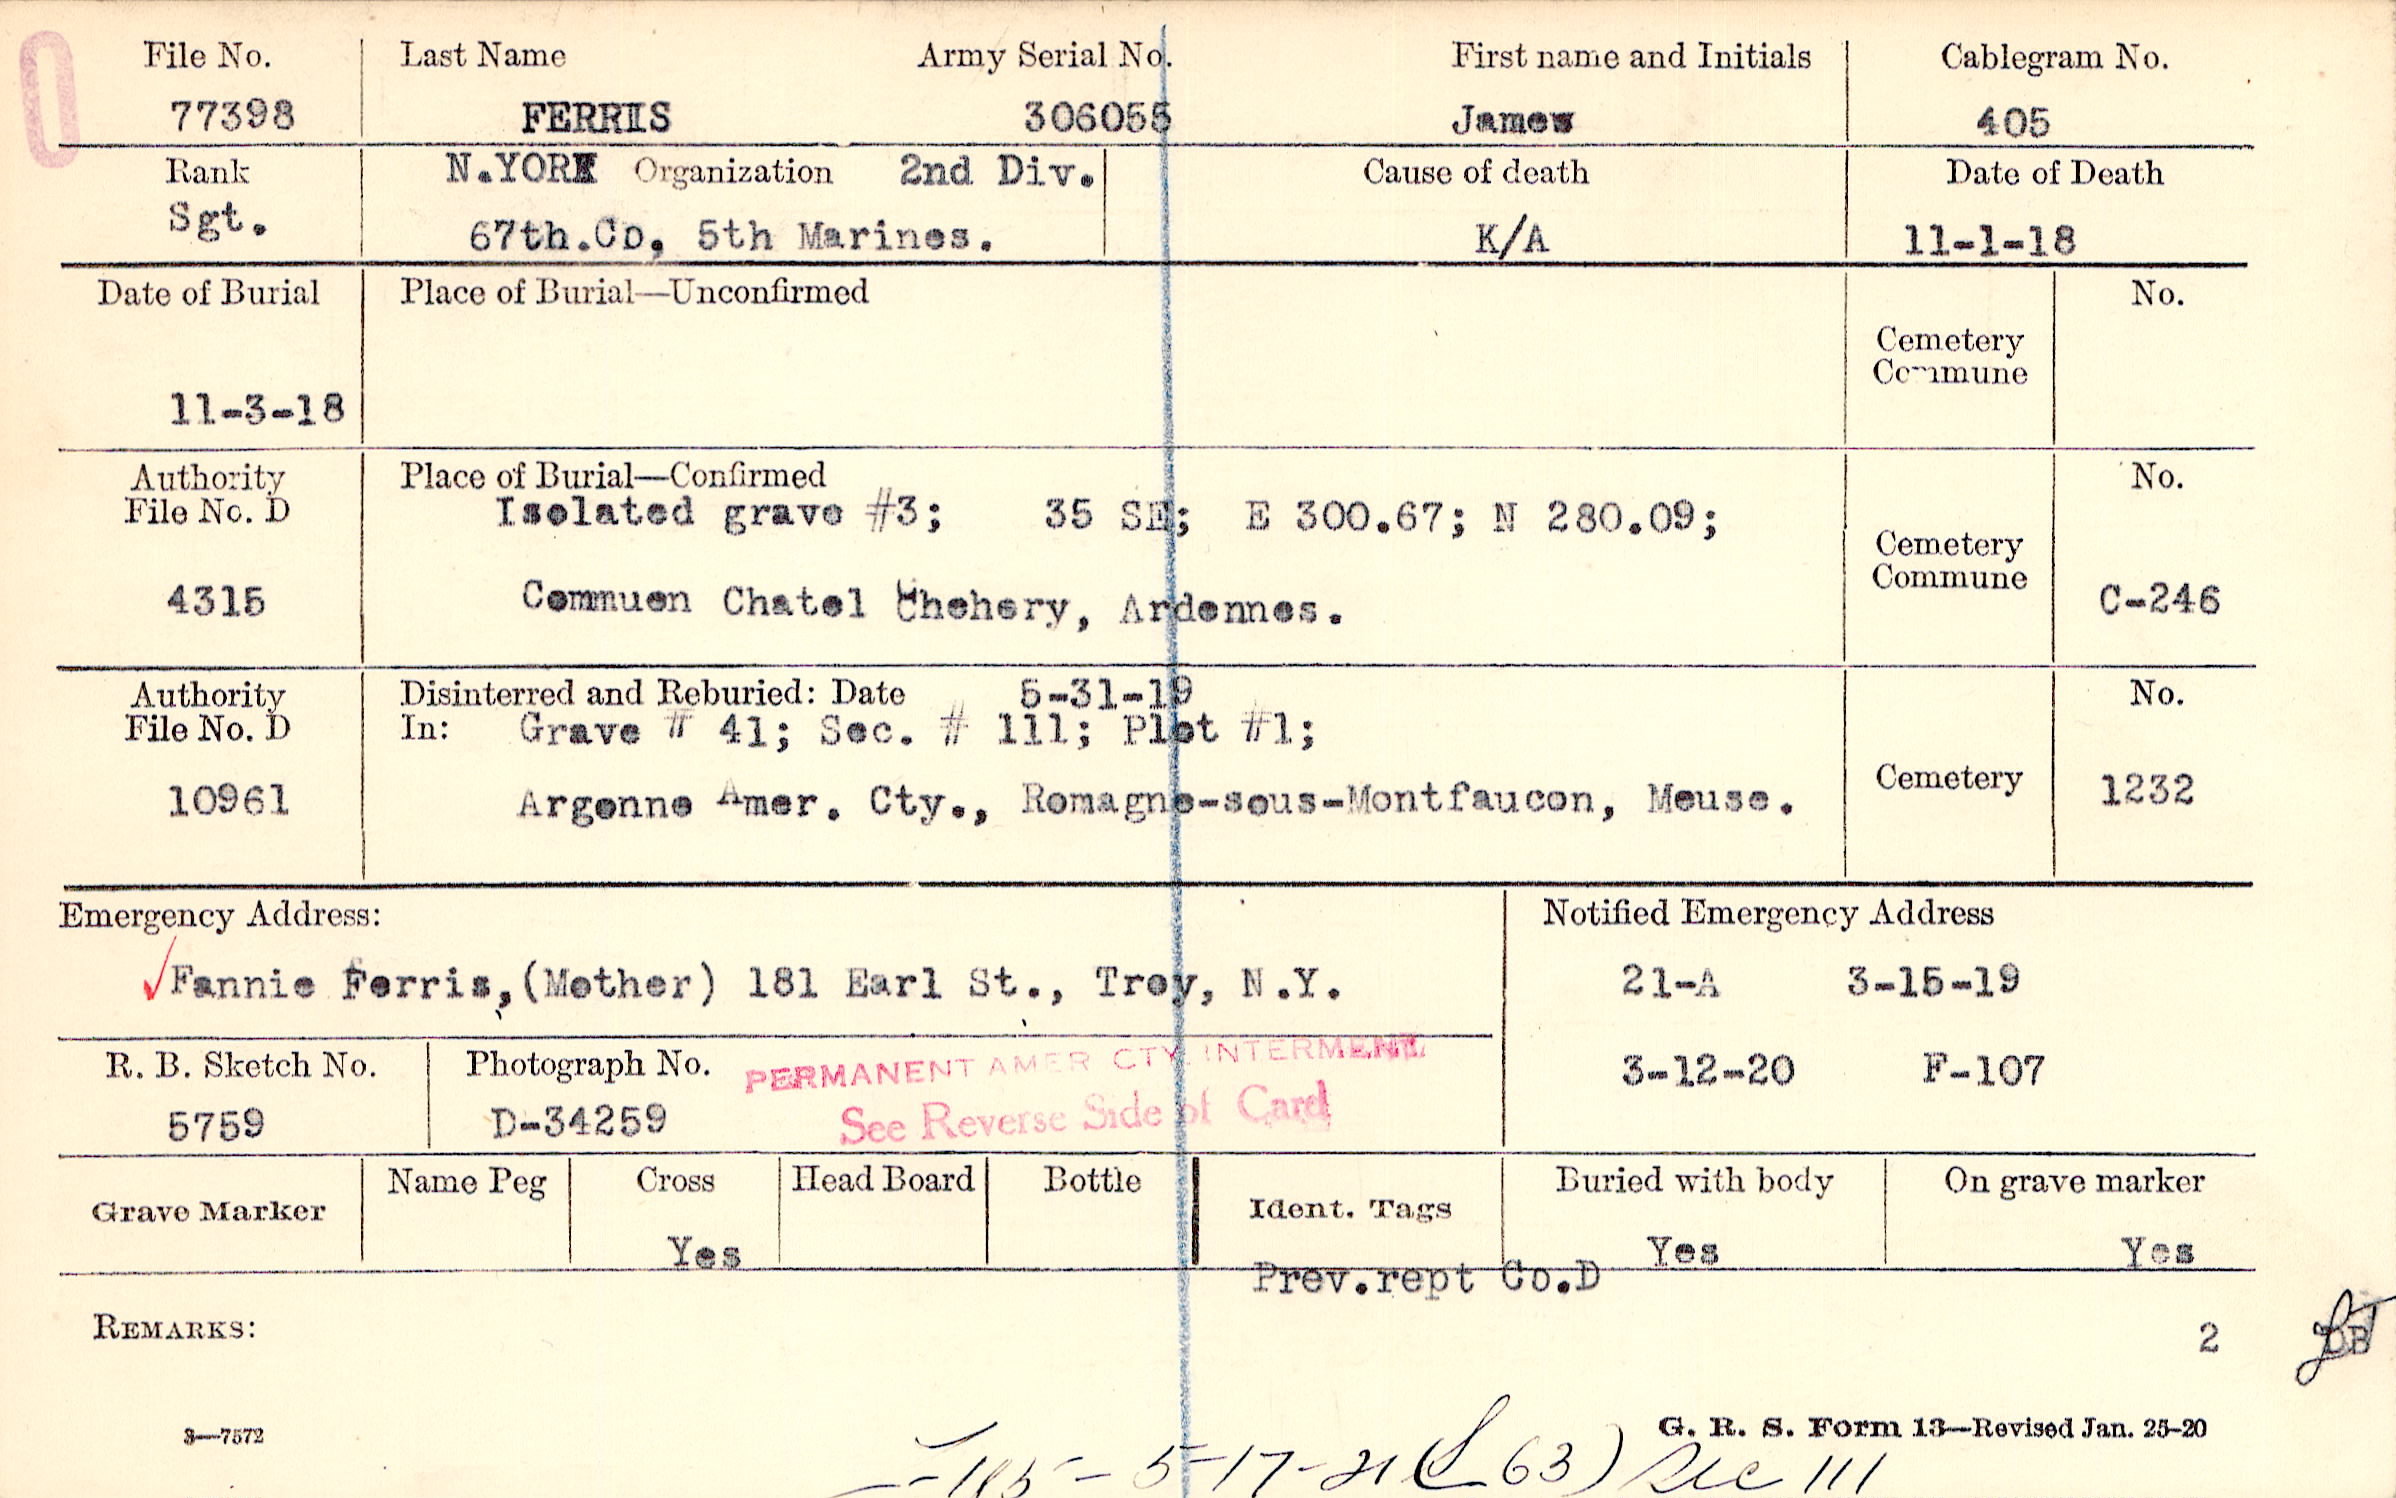 File No. Last Name Army Serial No. First name and Initials Cablegram No.
77398 FERRIS 306055 James 405
Rank N.YORK Organization 2nd Div. Cause of death Date of Death
Sgt. 67th.Co, 5th Marines. K/A 11-1-18
Date of Burial Place of Burial—Unconfirmed No.
Cemetery
Commune
11-3-18
Authority Place of Burial—Confirmed No.
File No. D Isolated grave #3; 35 SE; E 300.67; N 280.09;
Cemetery
Commune
4315 Commuen Chatel Chehery, Ardennes. C-246
Authority Disinterred and Reburied: Date 5-31-19 No.
File No. D In: Grave # 41; Sec. # 111; Plot #1;
Cemetery
10961 Argonne Amer. Cty., Romagne-sous-Montfaucon, Meuse. 1232
Emergency Address: Notified Emergency Address
Fannie Ferris,(Mother) 181 Earl St., Troy, N.Y. 21-A 3-15-19
R. B. Sketch No. Photograph No. PERMANENT AMER CTY. INTERMENT 3-12-20 F-107
5759 D-34259 See Reverse Side of Card
Grave Marker Name Peg Cross Head Board Bottle Ident. Tags Buried with body On grave marker
Yes Yes Yes
Prev.rept Co.D
REMARKS: 2
3—7572 G. R. S. Form 13—Revised Jan. 25-20
5-17-21 63) Sec 111